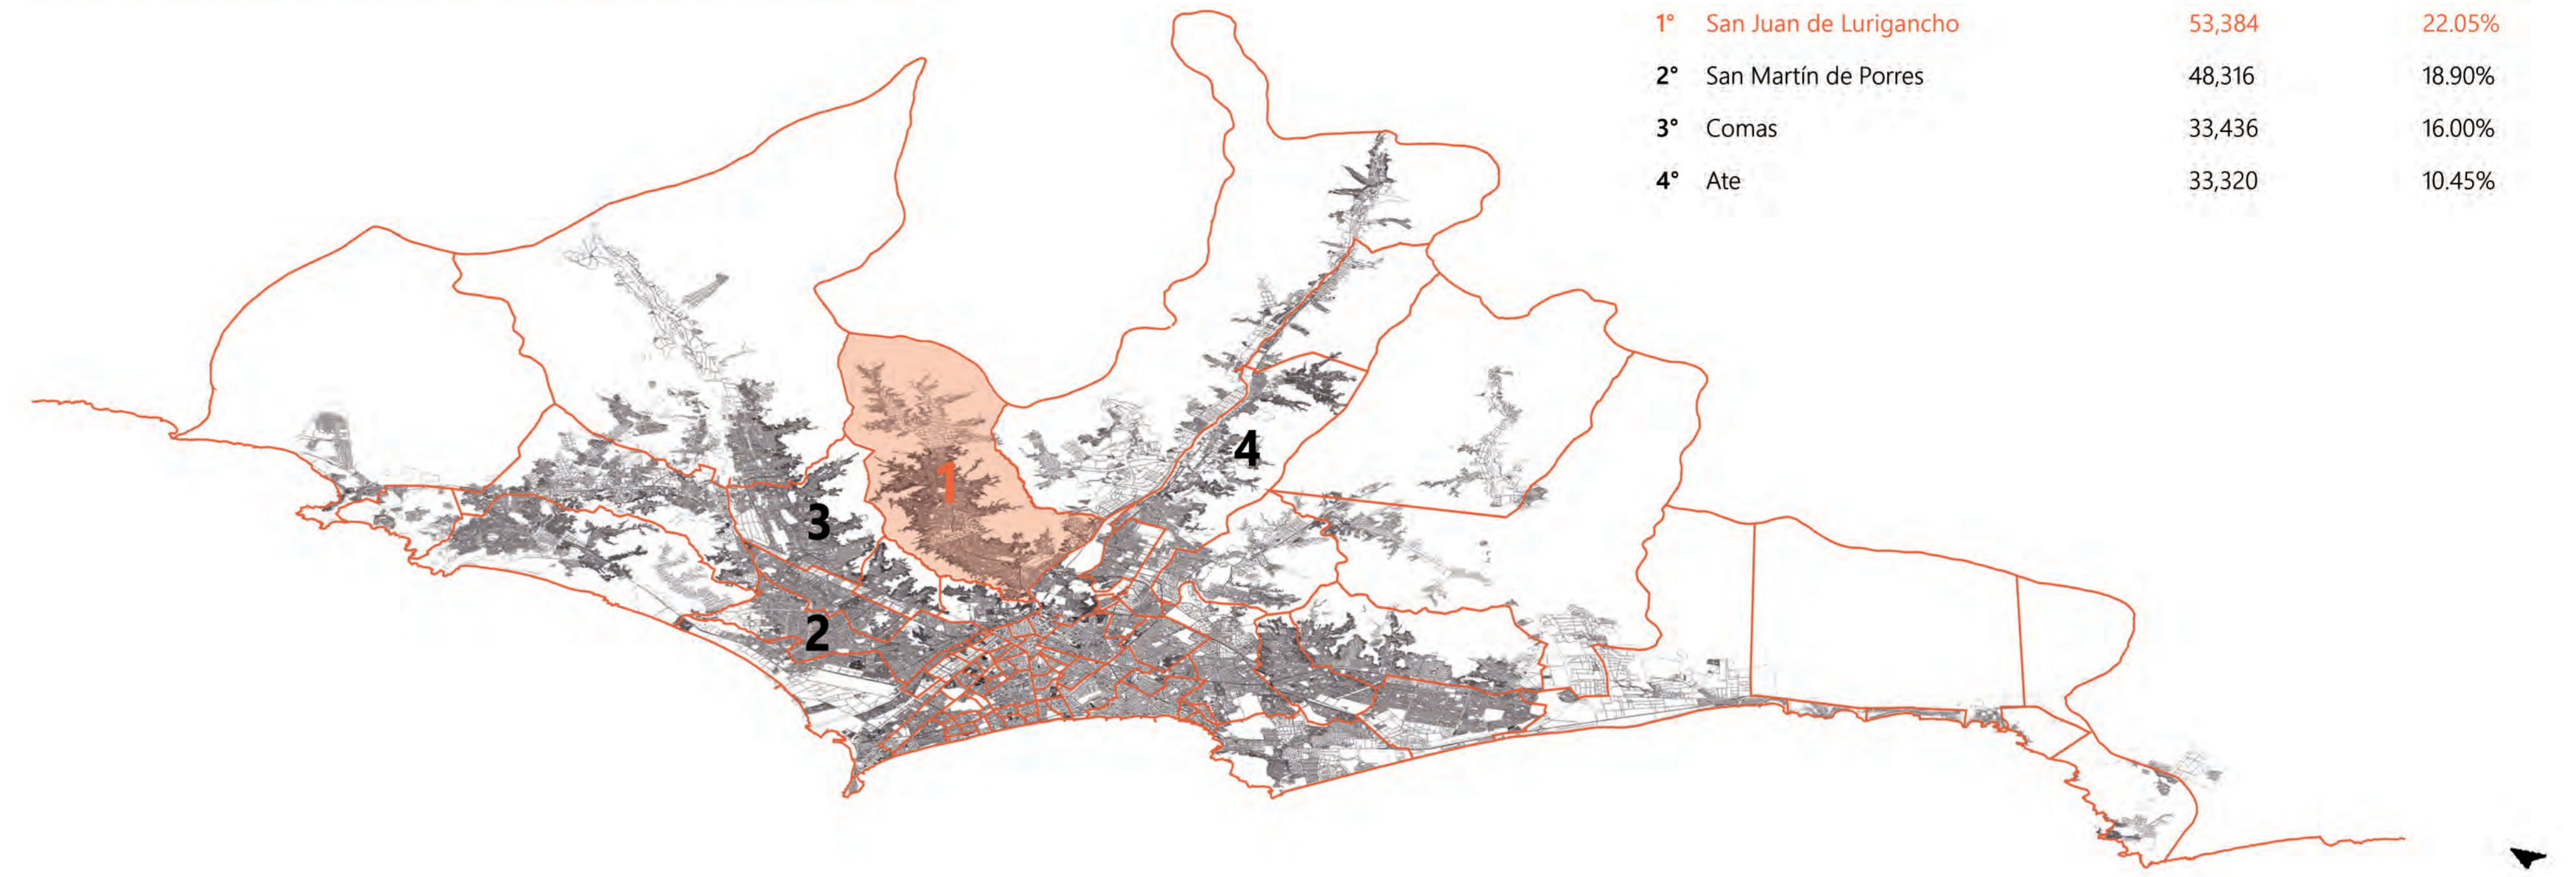 1° San Juan de Lurigancho 53,384 22.05%
2° San Martín de Porres 48,316 18.90%
3° Comas 33,436 16.00%
4° Ate 33,320 10.45%
4
1
3
2